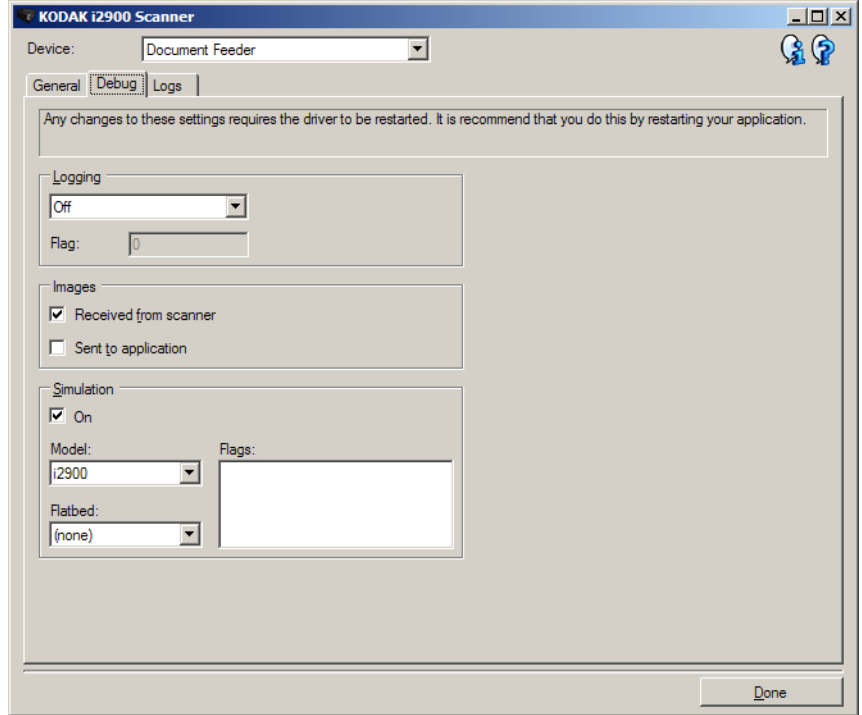 KODAK i2900 Scanner
Device: Document Feeder
General Debug Logs
Any changes to these settings requires the driver to be restarted. It is recommend that you do this by restarting your application.
Logging
Off
Flag: 0
Images
Received from scanner
Sent to application
Simulation
On
Model: Flags:
i2900
Flatbed:
(none)
Done